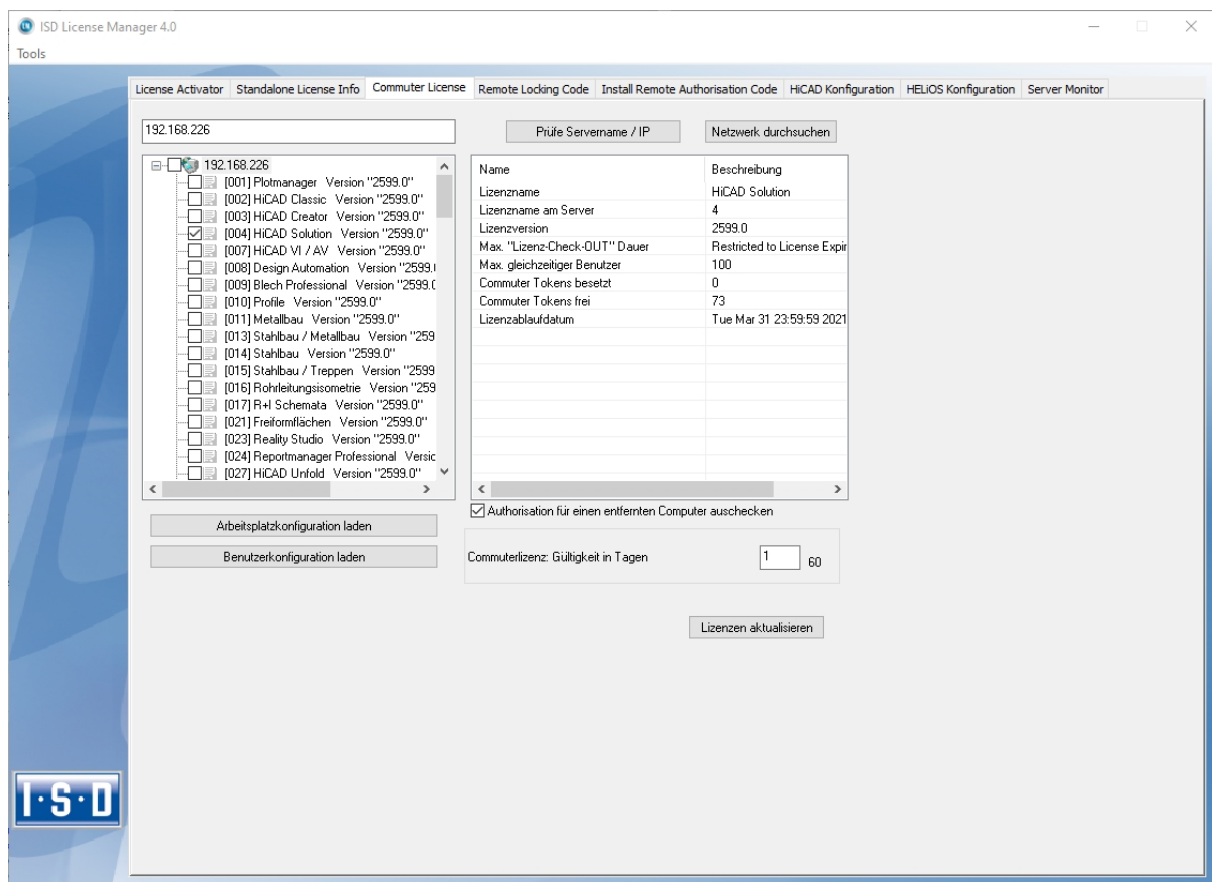 ISD License Manager 4.0
Tools
License Activator Standalone License Info Commuter License Remote Locking Code Install Remote Authorisation Code HiCAD Konfiguration HELiOS Konfiguration Server Monitor
192.168.226
Prüfe Servername / IP
Netzwerk durchsuchen
192.168.226
[001] Plotmanager Version "2599.0"
[002] HiCAD Classic Version "2599.0"
[003] HiCAD Creator Version "2599.0"
[004] HiCAD Solution Version "2599.0"
[007] HiCAD VI / AV Version "2599.0"
[008] Design Automation Version "2599.
[009] Blech Professional Version "2599.0
[010] Profile Version "2599.0"
[011] Metallbau Version "2599.0"
[013] Stahlbau / Metallbau Version "259
[014] Stahlbau Version "2599.0"
[015] Stahlbau / Treppen Version "2599
[016] Rohrleitungsisometrie Version "259
[017] R+I Schemata Version "2599.0"
[021] Freiformflächen Version "2599.0"
[023] Reality Studio Version "2599.0"
[024] Reportmanager Professional Versic
[027] HiCAD Unfold Version "2599.0"
Name Beschreibung
Lizenzname HiCAD Solution
Lizenzname am Server 4
Lizenzversion 2599.0
Max. "Lizenz-Check-OUT" Dauer Restricted to License Expir
Max. gleichzeitiger Benutzer 100
Commuter Tokens besetzt 0
Commuter Tokens frei 73
Lizenzablaufdatum Tue Mar 31 23:59:59 2021
Arbeitsplatzkonfiguration laden
Benutzerkonfiguration laden
Authorisation für einen entfernten Computer auschecken
Commuterlizenz: Gültigkeit in Tagen 1 60
Lizenzen aktualisieren
I·S·D